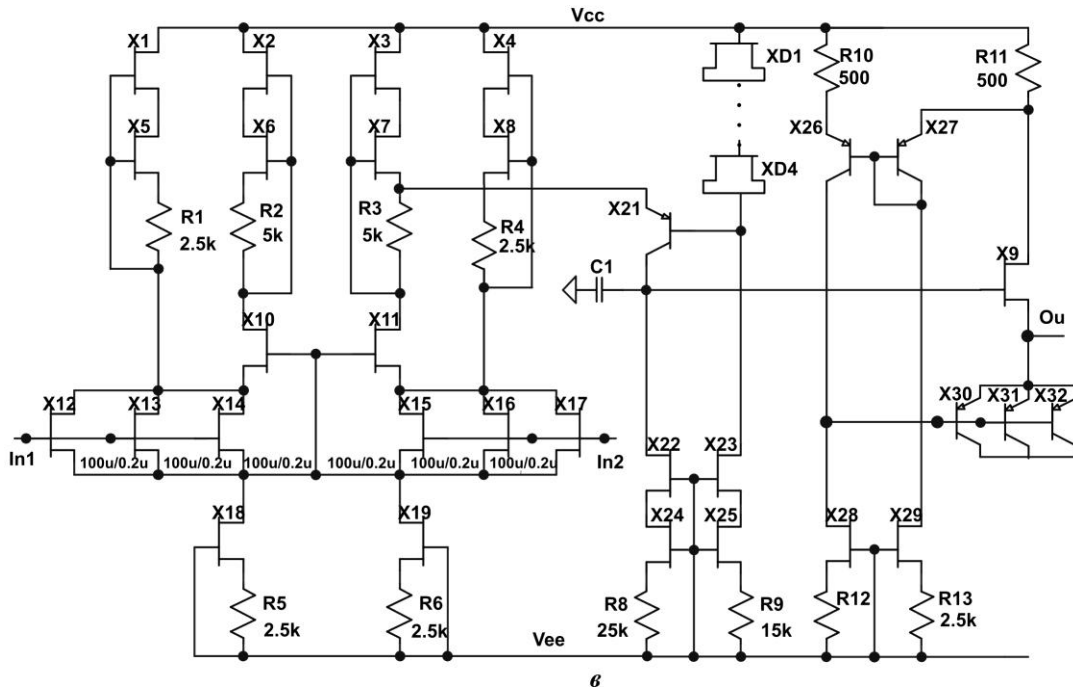 Vcc
X1
X2
X3
X4
XD1
R10
500
R11
500
X5
X6
X7
X8
XD4
X26
X27
R1
2.5k
R2
5k
R3
5k
R4
2.5k
X21
C1
X9
X10
X11
Ou
X12
X13
X14
X15
X16
X17
X30
X31
X32
In1
In2
100u/0.2u
100u/0.2u
100u/0.2u
100u/0.2u
100u/0.2u
100u/0.2u
X22
X23
X18
X19
X24
X25
X28
X29
R5
2.5k
R6
2.5k
R8
25k
R9
15k
R12
R13
2.5k
Vee
в